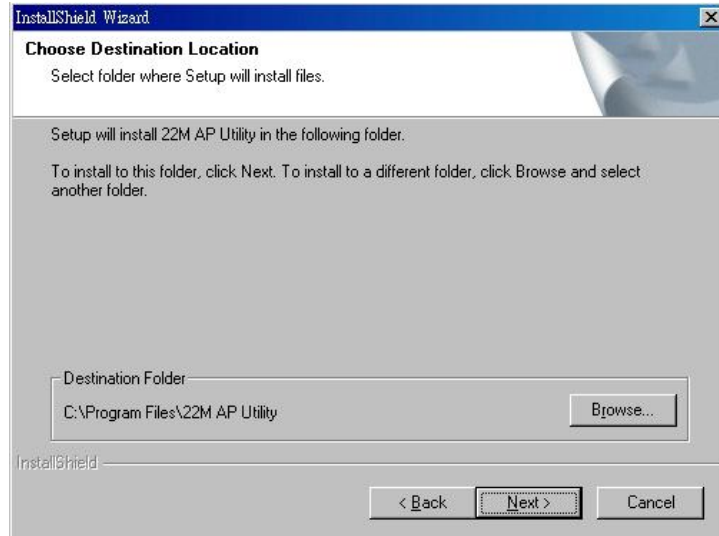 InstallShield Wizard
Choose Destination Location
Select folder where Setup will install files.
Setup will install 22M AP Utility in the following folder.
To install to this folder, click Next. To install to a different folder, click Browse and select
another folder.
Destination Folder
C:\Program Files\22M AP Utility
Browse...
InstallShield
< Back
Next >
Cancel